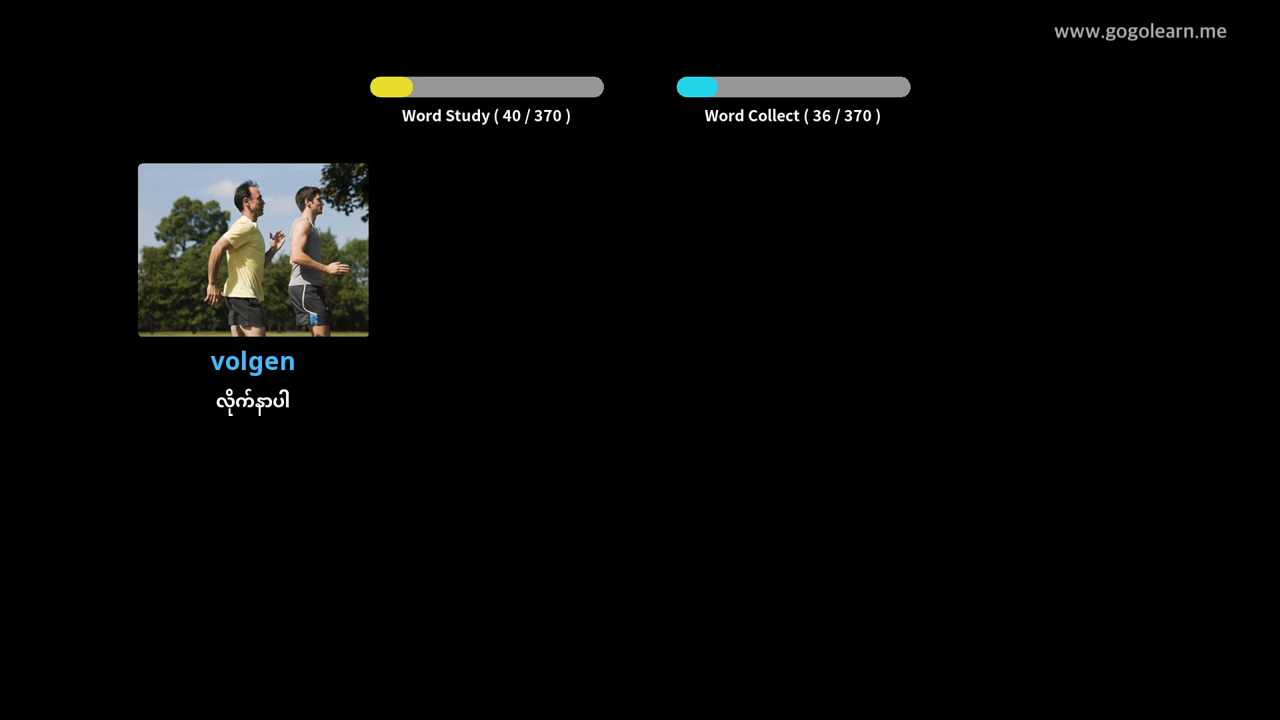 www.gogolearn.me
Word Study ( 40 / 370 )
Word Collect ( 36 / 370 )
volgen
လိုက်နာပါ